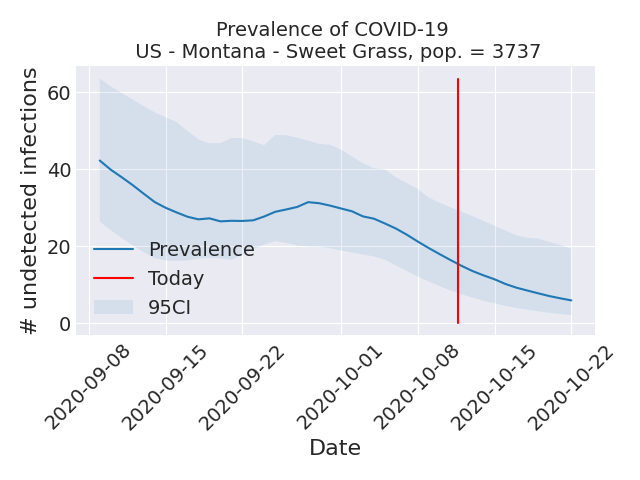 Prevalence of COVID-19
US - Montana - Sweet Grass, pop. = 3737
# undetected infections
60
40
20
0
Prevalence
Today
95CI
2020-09-08
2020-09-15
2020-09-22
2020-10-01
2020-10-08
2020-10-15
2020-10-22
Date